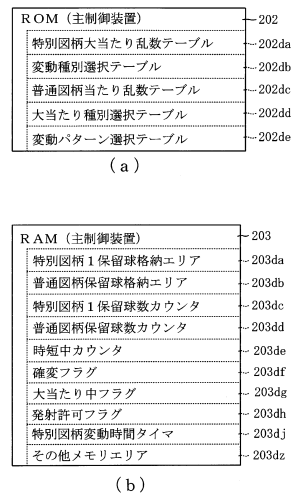 ROM（主制御装置） 202
特別図柄大当たり乱数テーブル 202da
変動種別選択テーブル 202db
普通図柄当たり乱数テーブル 202dc
大当たり種別選択テーブル 202dd
変動パターン選択テーブル 202de
(a)
RAM（主制御装置） 203
特別図柄1保留球格納エリア 203da
普通図柄保留球格納エリア 203db
特別図柄1保留球数カウンタ 203dc
普通図柄保留球数カウンタ 203dd
時短中カウンタ 203de
確変フラグ 203df
大当たり中フラグ 203dg
発射許可フラグ 203dh
特別図柄変動時間タイマ 203dj
その他メモリエリア 203dz
(b)